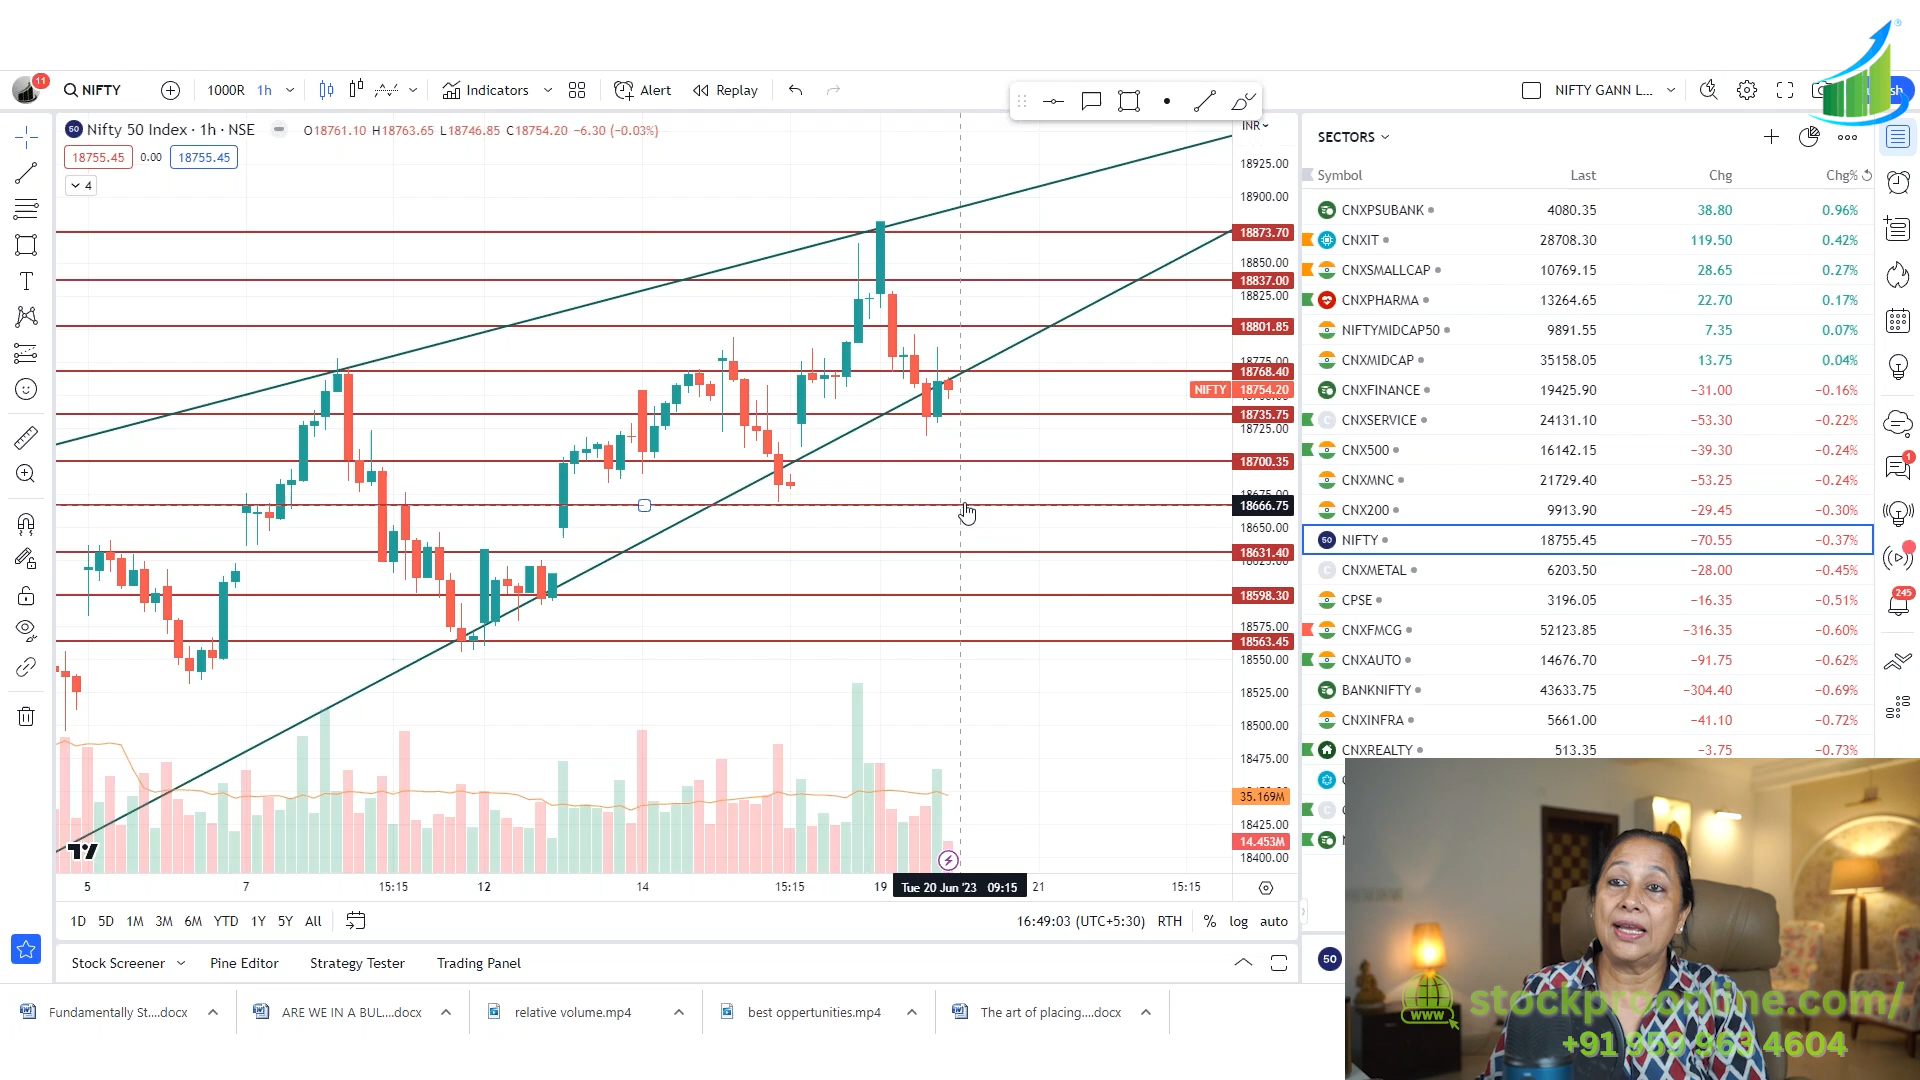 11
NIFTY
1000R 1h
Indicators
Alert
Replay
NIFTY GANN L...
sh
50 Nifty 50 Index · 1h · NSE
O18761.10 H18763.65 L18746.85 C18754.20 −6.30 (−0.03%)
18755.45 0.00 18755.45
4
INR
18925.00
18900.00
18873.70
18850.00
18837.00
18825.00
18801.85
18775.00
18768.40
NIFTY 18754.20
18735.75
18725.00
18700.35
18666.75
18650.00
18631.40
18598.30
18575.00
18563.45
18550.00
18525.00
18500.00
18475.00
35.169M
18425.00
14.453M
18400.00
5 7 15:15 12 14 15:15 19 Tue 20 Jun '23 09:15 21 15:15
1D 5D 1M 3M 6M YTD 1Y 5Y All
16:49:03 (UTC+5:30) RTH % log auto
Stock Screener Pine Editor Strategy Tester Trading Panel
SECTORS
Symbol Last Chg Chg%
CNXPSUBANK 4080.35 38.80 0.96%
CNXIT 28708.30 119.50 0.42%
CNXSMALLCAP 10769.15 28.65 0.27%
CNXPHARMA 13264.65 22.70 0.17%
NIFTYMIDCAP50 9891.55 7.35 0.07%
CNXMIDCAP 35158.05 13.75 0.04%
CNXFINANCE 19425.90 −31.00 −0.16%
CNXSERVICE 24131.10 −53.30 −0.22%
CNX500 16142.15 −39.30 −0.24%
CNXMNC 21729.40 −53.25 −0.24%
CNX200 9913.90 −29.45 −0.30%
50 NIFTY 18755.45 −70.55 −0.37%
CNXMETAL 6203.50 −28.00 −0.45%
CPSE 3196.05 −16.35 −0.51%
CNXFMCG 52123.85 −316.35 −0.60%
CNXAUTO 14676.70 −91.75 −0.62%
BANKNIFTY 43633.75 −304.40 −0.69%
CNXINFRA 5661.00 −41.10 −0.72%
CNXREALTY 513.35 −3.75 −0.73%
50
1
245
Fundamentally St....docx
ARE WE IN A BUL....docx
relative volume.mp4
best oppertunities.mp4
The art of placing....docx
www
stockproonline.com/
+91 959 963 4604